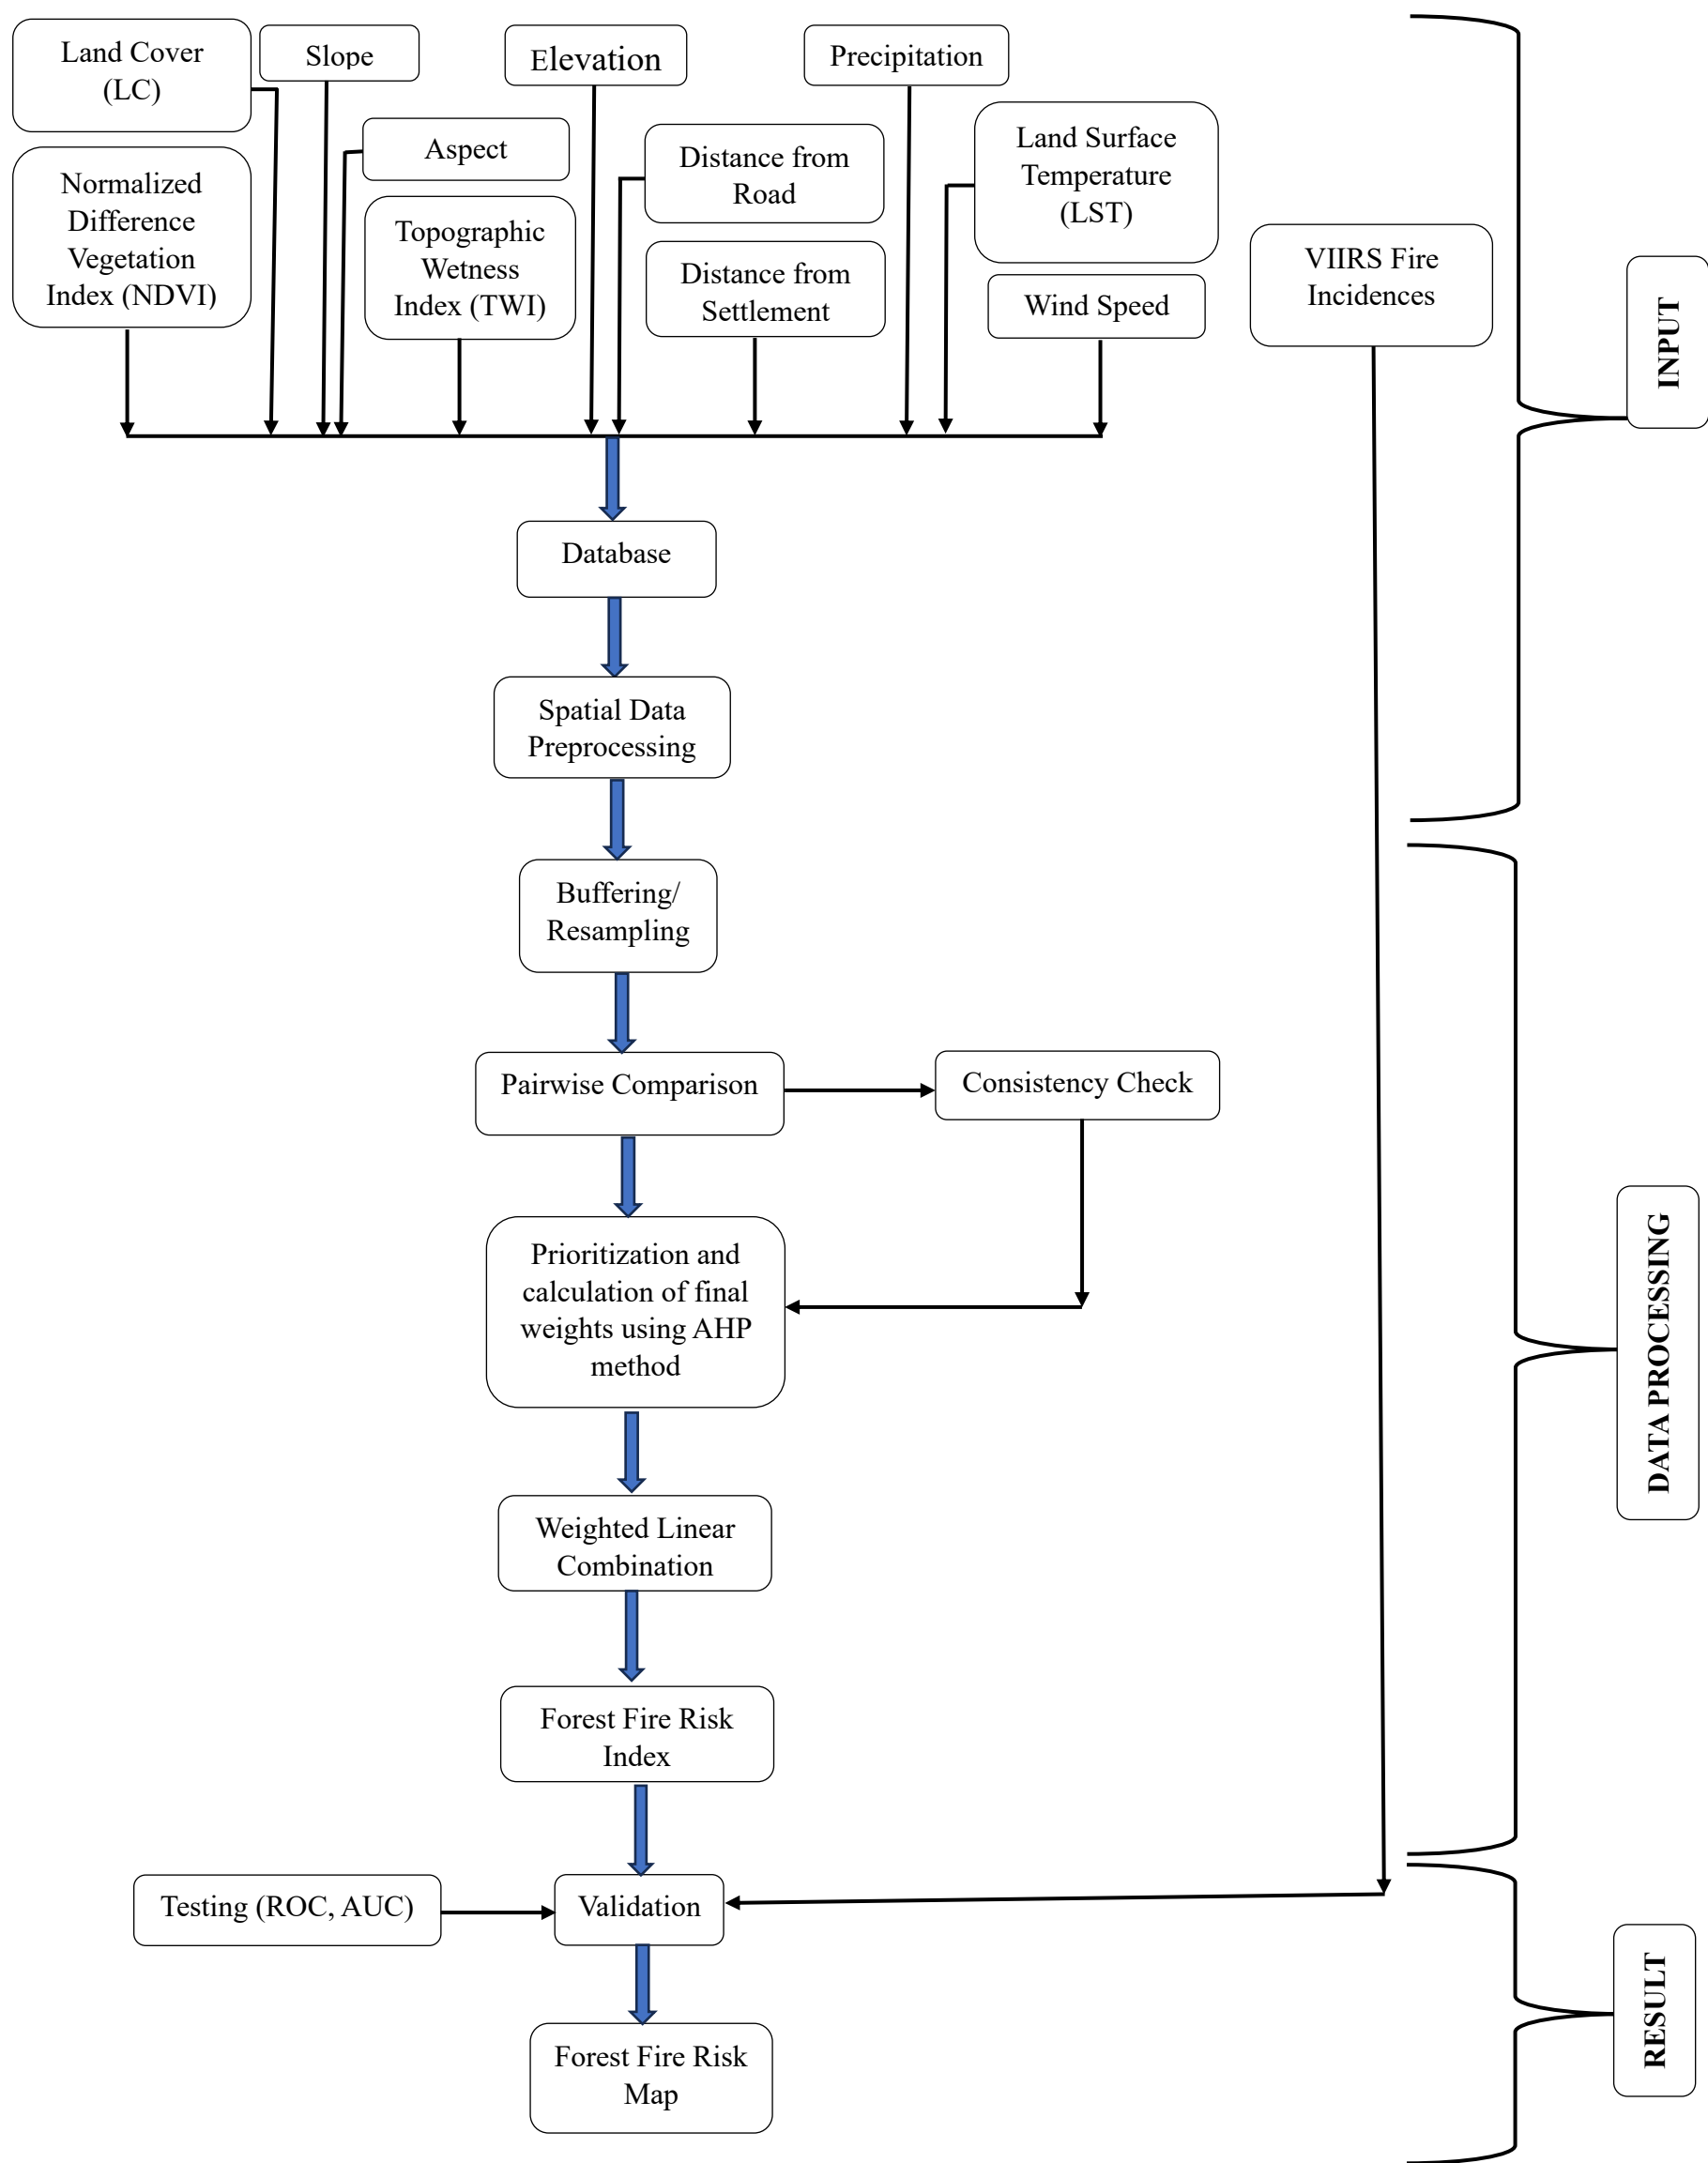 Land Cover
(LC)
Slope
Elevation
Precipitation
Normalized
Difference
Vegetation
Index (NDVI)
Aspect
Topographic
Wetness
Index (TWI)
Distance from
Road
Distance from
Settlement
Land Surface
Temperature
(LST)
Wind Speed
VIIRS Fire
Incidences
INPUT
Database
Spatial Data
Preprocessing
Buffering/
Resampling
Pairwise Comparison
Consistency Check
Prioritization and
calculation of final
weights using AHP
method
DATA PROCESSING
Weighted Linear
Combination
Forest Fire Risk
Index
Testing (ROC, AUC)
Validation
RESULT
Forest Fire Risk
Map